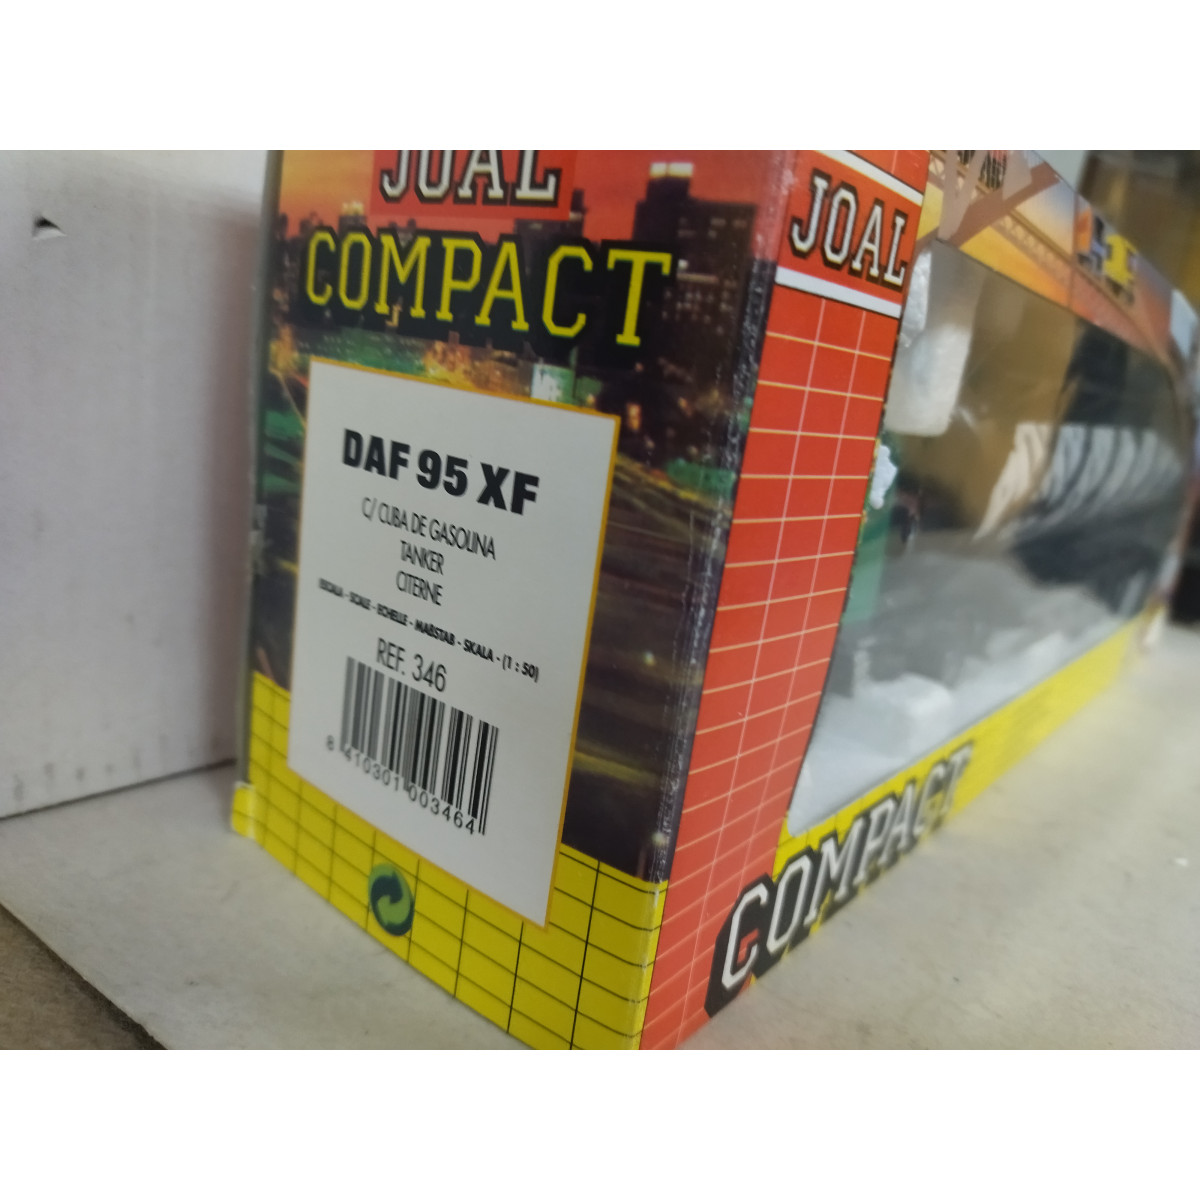 JOAL
COMPACT
DAF 95 XF
C/ CUBA DE GASOLINA
TANKER
CITERNE
ESCALA - SCALE - ECHELLE - MAßSTAB - SKALA - (1 : 50)
REF. 346
8 410301 003464
JOAL
COMPACT